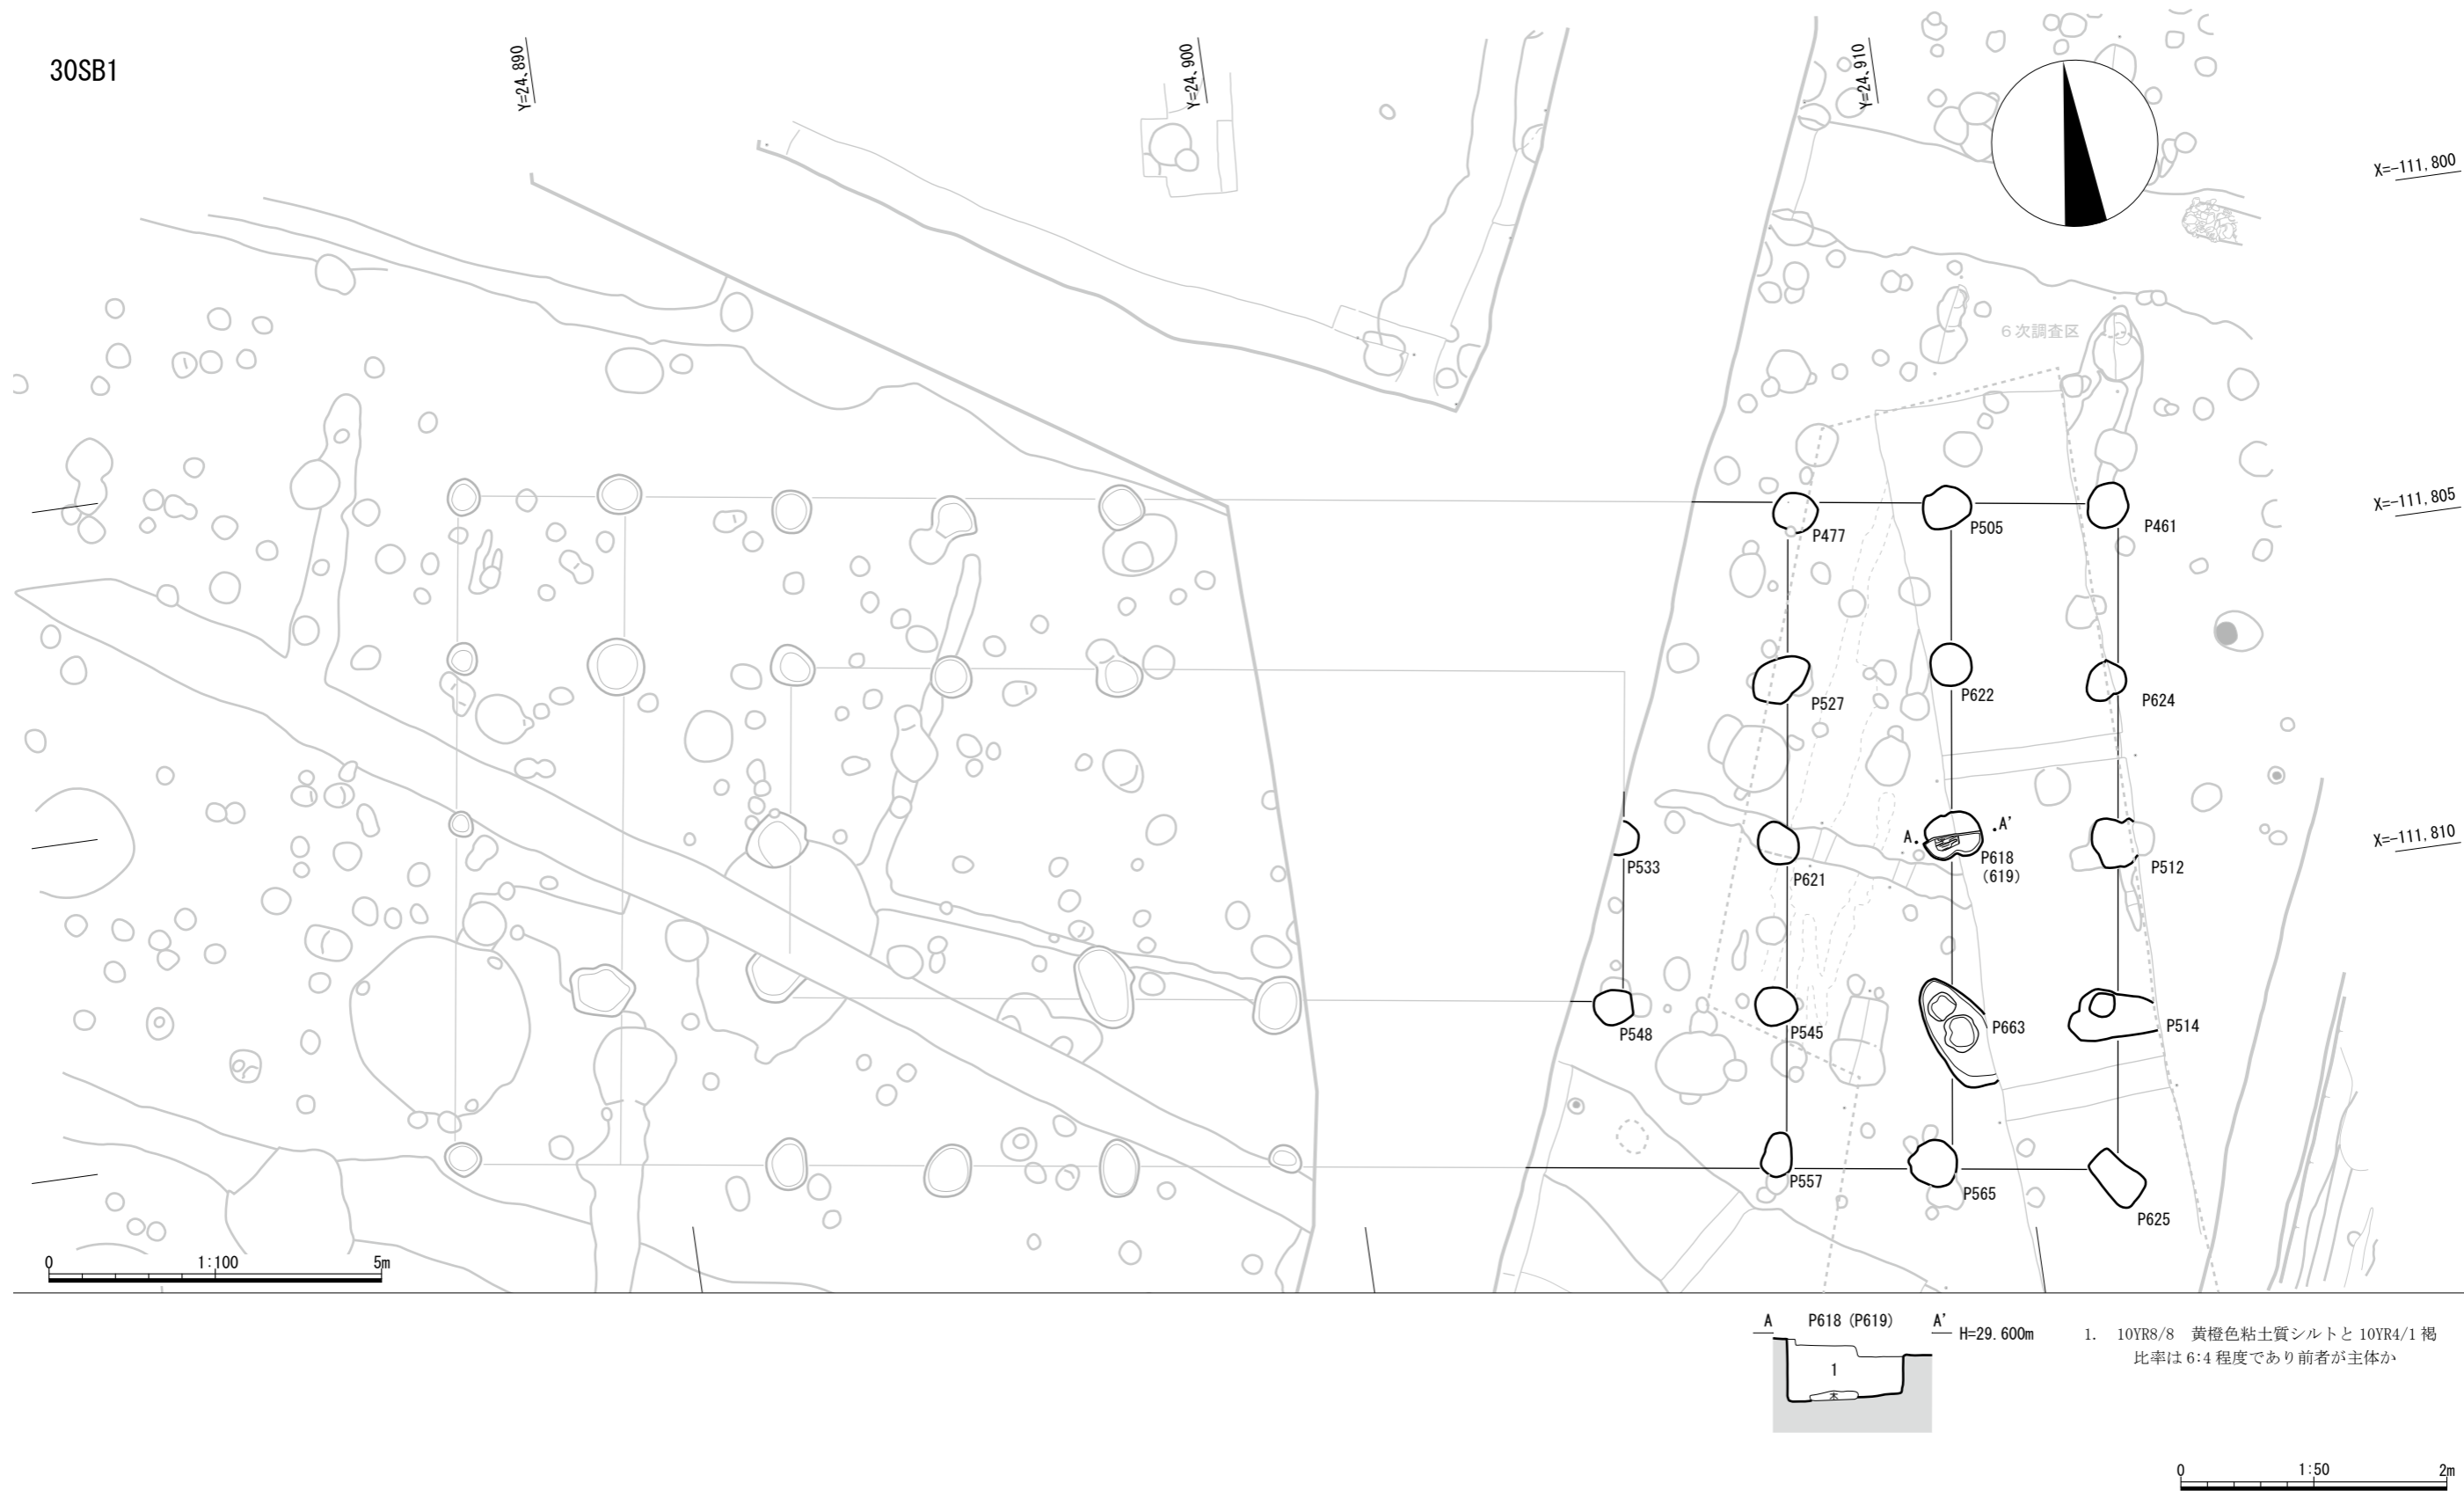 30SB1
Y=24,890
Y=24,900
Y=24,910
X=-111,800
6次調査区
X=-111,805
P477
P505
P461
P527
P622
P624
X=-111,810
A
A'
P533
P621
P618
(619)
P512
P548
P545
P663
P514
P557
P565
P625
0 1:100 5m
A P618 (P619) A' H=29.600m
1
木
1. 10YR8/8 黄橙色粘土質シルトと 10YR4/1 褐
比率は 6:4 程度であり前者が主体か
0 1:50 2m